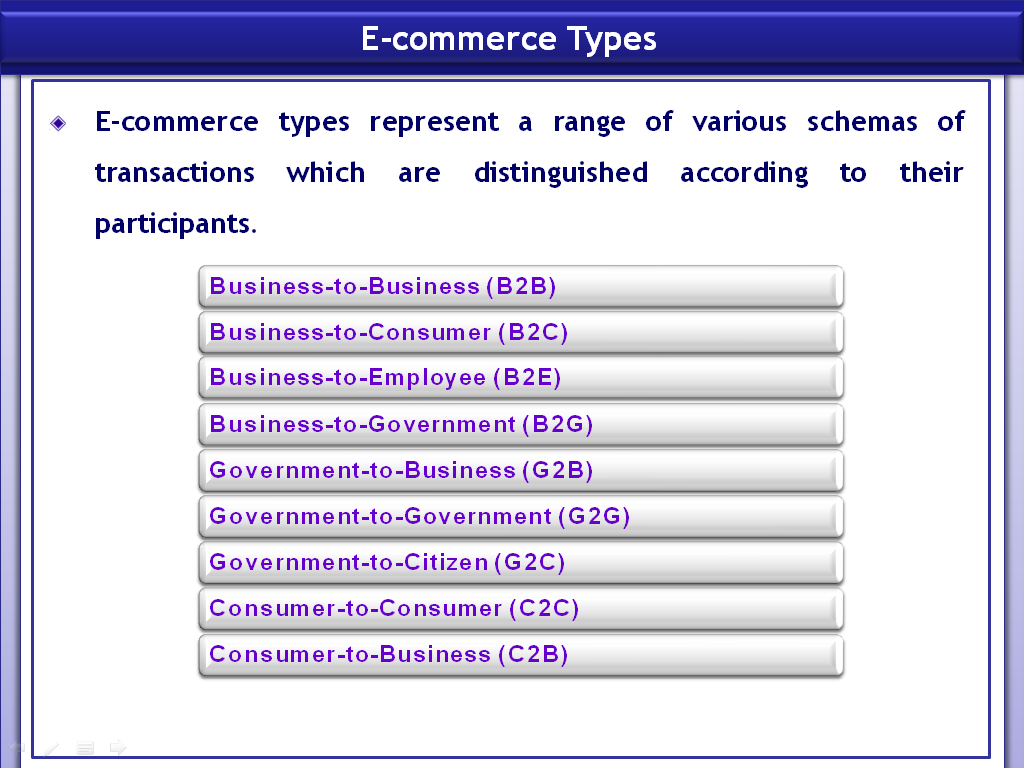 E-commerce Types
E-commerce types represent a range of various schemas of
transactions which are distinguished according to their
participants.
Business-to-Business (B2B)
Business-to-Consumer (B2C)
Business-to-Employee (B2E)
Business-to-Government (B2G)
Government-to-Business (G2B)
Government-to-Government (G2G)
Government-to-Citizen (G2C)
Consumer-to-Consumer (C2C)
Consumer-to-Business (C2B)